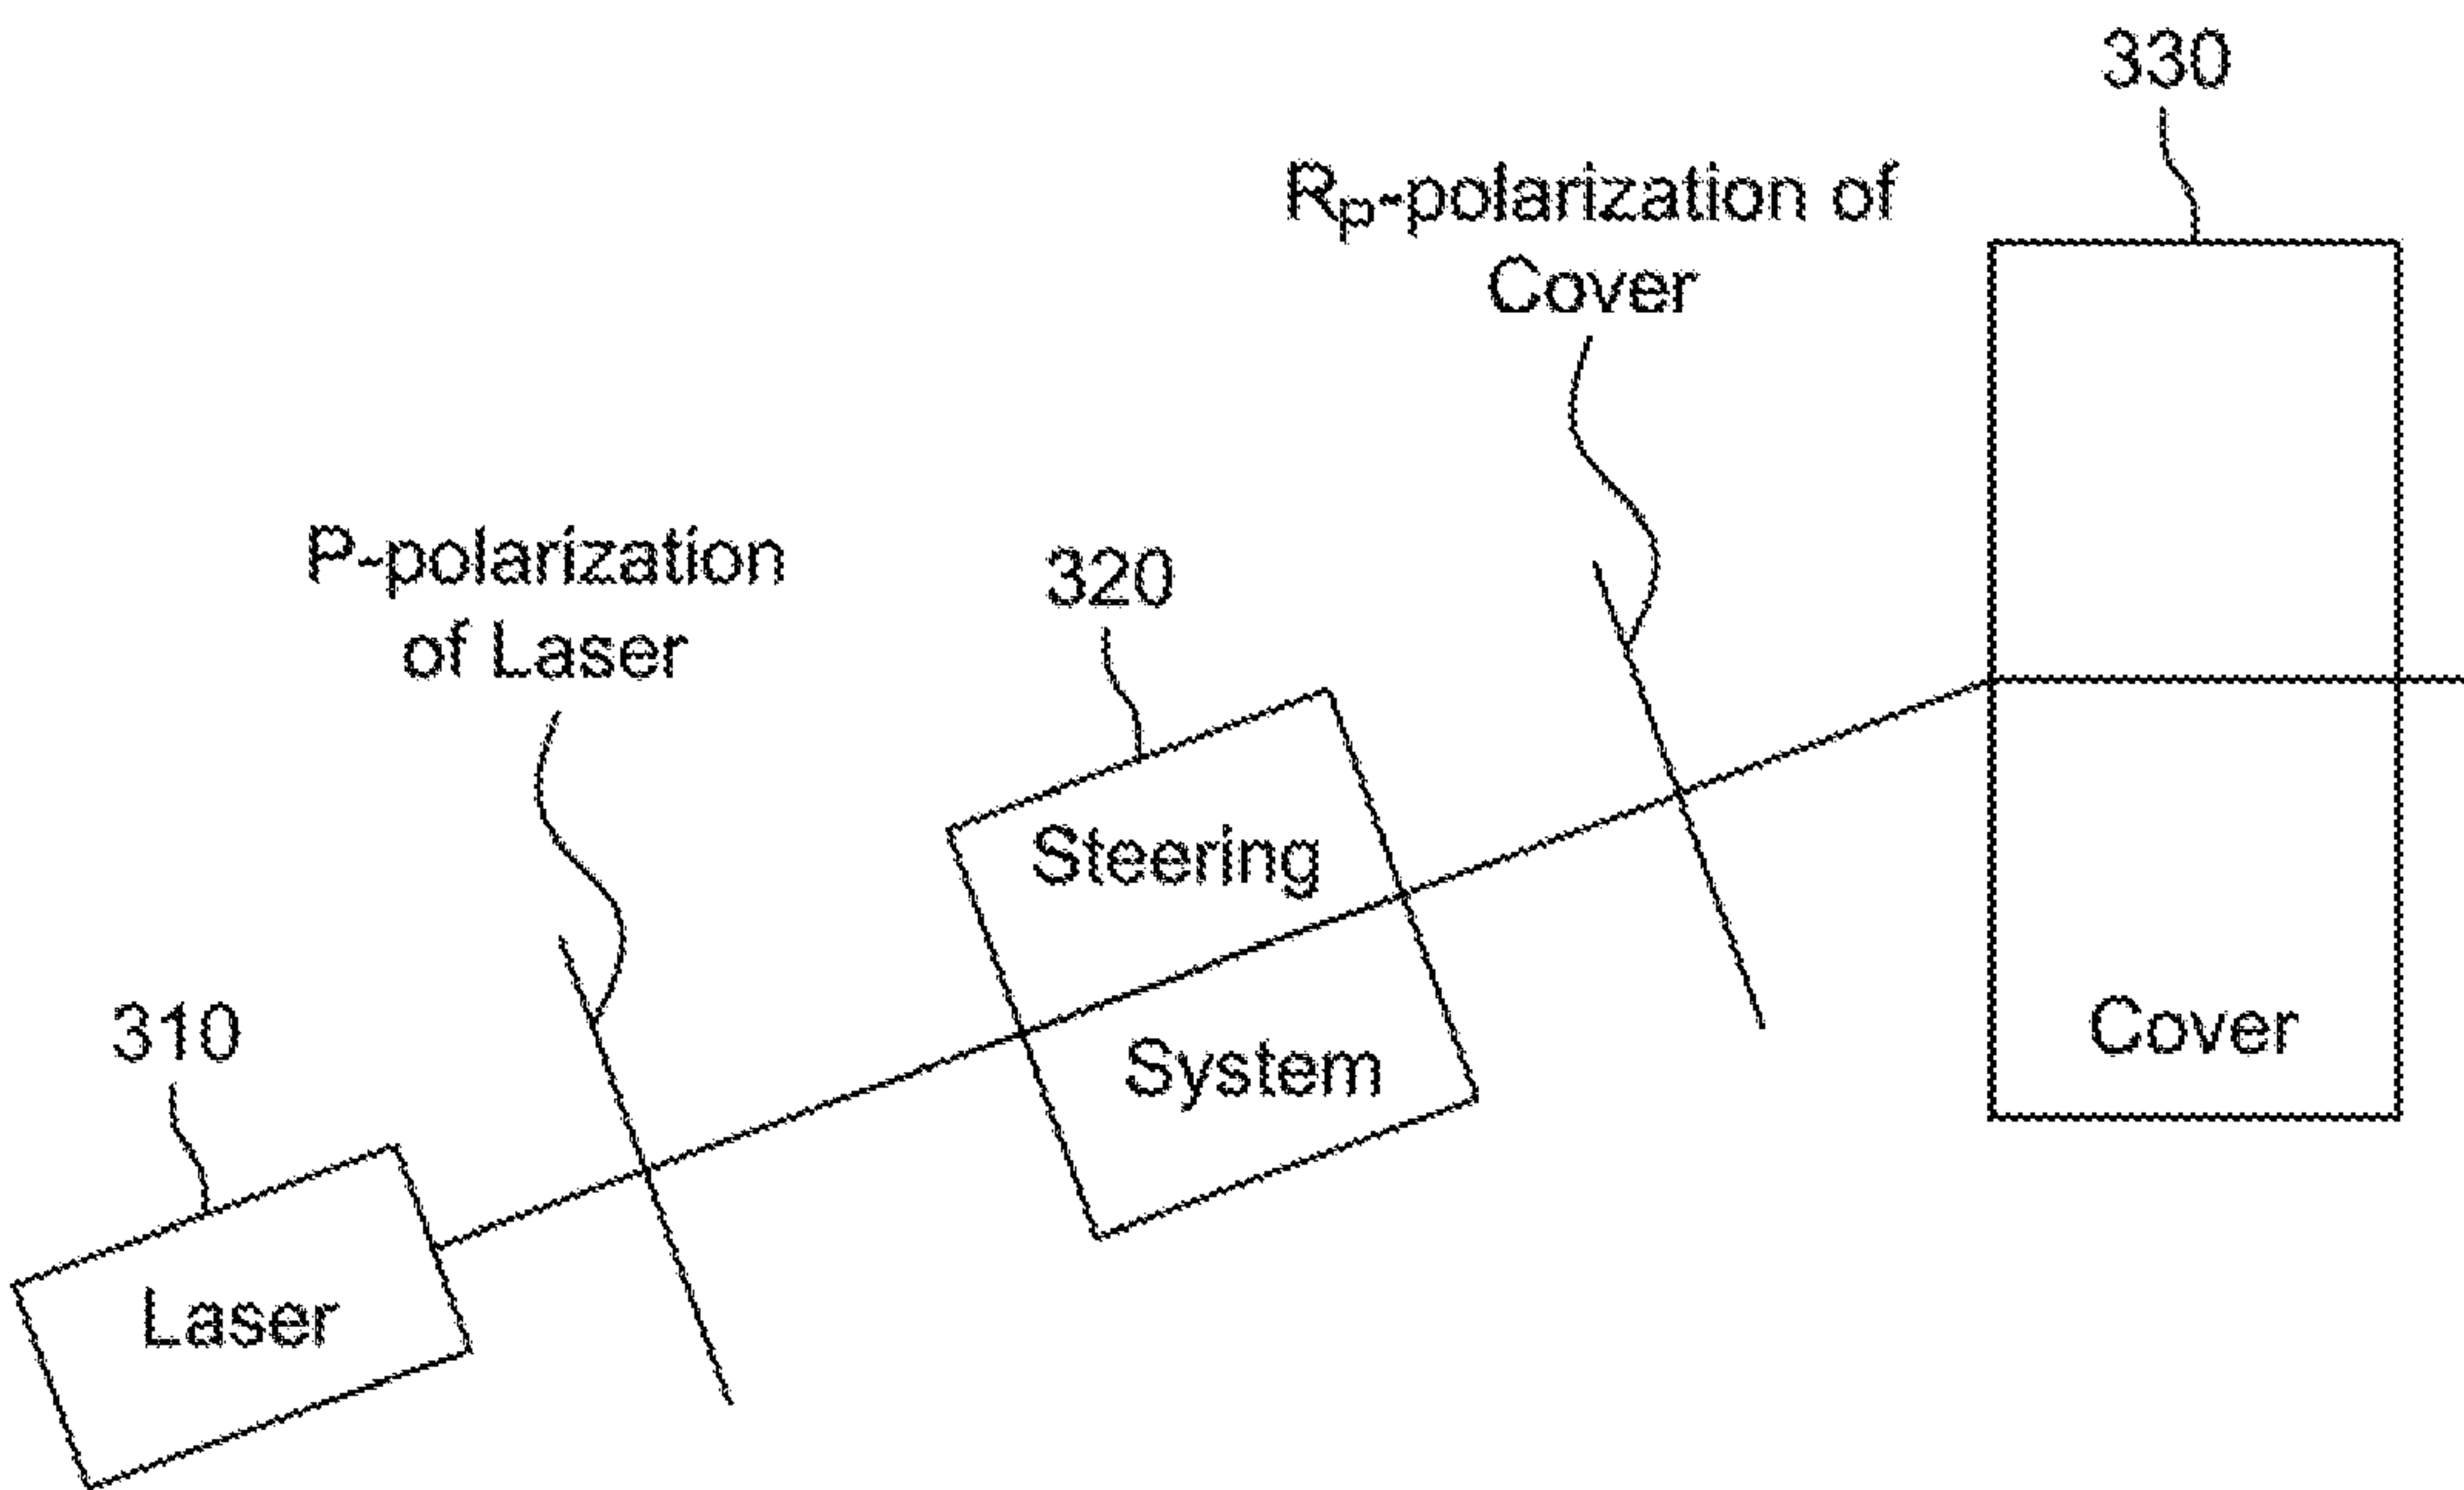 330
Rp-polarization of
Cover
P-polarization
of Laser
320
Steering
System
310
Laser
Cover